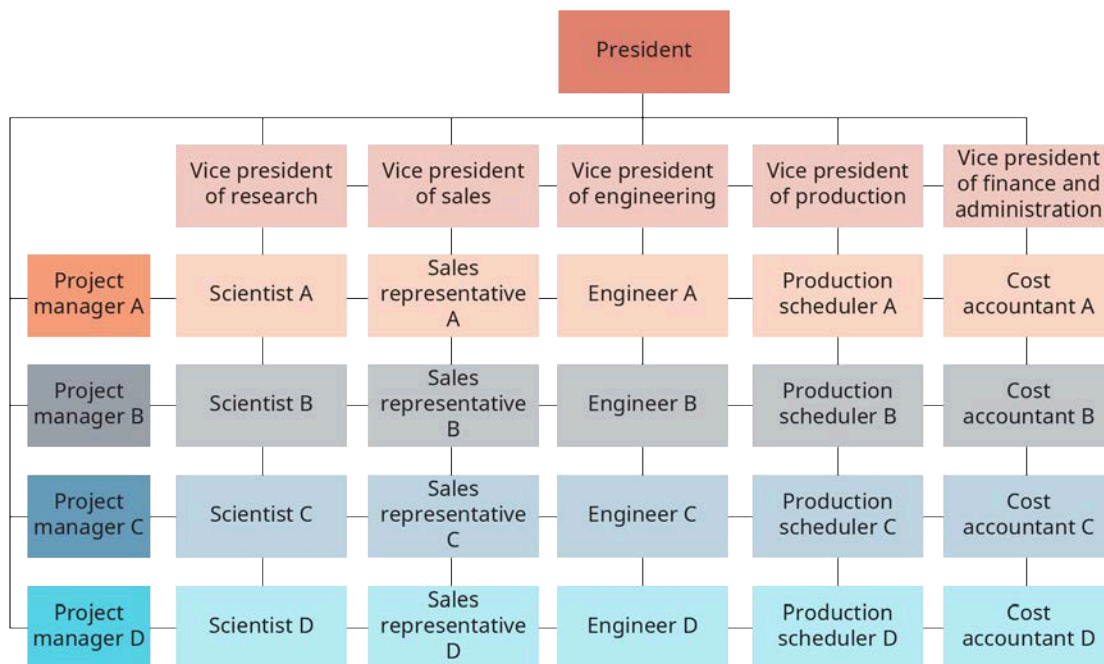 President
Vice president
of research
Vice president
of sales
Vice president
of engineering
Vice president
of production
Vice president
of finance and
administration
Project
manager A
Scientist A
Sales
representative
A
Engineer A
Production
scheduler A
Cost
accountant A
Project
manager B
Scientist B
Sales
representative
B
Engineer B
Production
scheduler B
Cost
accountant B
Project
manager C
Scientist C
Sales
representative
C
Engineer C
Production
scheduler C
Cost
accountant C
Project
manager D
Scientist D
Sales
representative
D
Engineer D
Production
scheduler D
Cost
accountant D